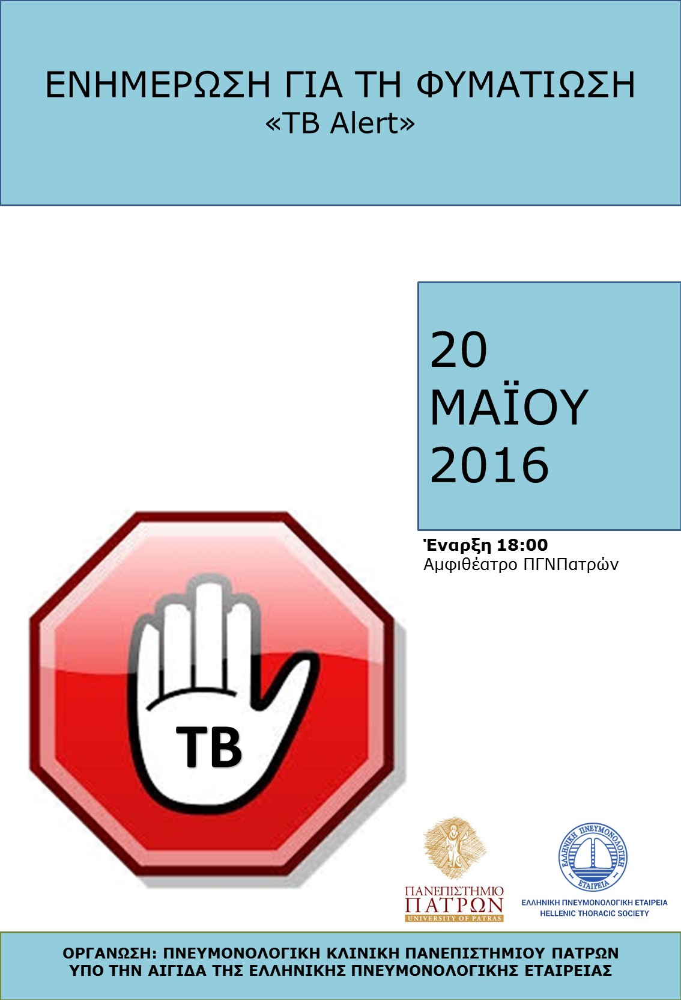 ΕΝΗΜΕΡΩΣΗ ΓΙΑ ΤΗ ΦΥΜΑΤΙΩΣΗ
«TB Alert»
20
ΜΑΪΟΥ
2016
Έναρξη 18:00
Αμφιθέατρο ΠΓΝΠατρών
TB
ΠΑΝΕΠΙΣΤΗΜΙΟ
ΠΑΤΡΩΝ
UNIVERSITY OF PATRAS
ΕΛΛΗΝΙΚΗ ΠΝΕΥΜΟΝΟΛΟΓΙΚΗ
ΕΤΑΙΡΕΙΑ
ΕΛΛΗΝΙΚΗ ΠΝΕΥΜΟΝΟΛΟΓΙΚΗ ΕΤΑΙΡΕΙΑ
HELLENIC THORACIC SOCIETY
ΟΡΓΑΝΩΣΗ: ΠΝΕΥΜΟΝΟΛΟΓΙΚΗ ΚΛΙΝΙΚΗ ΠΑΝΕΠΙΣΤΗΜΙΟΥ ΠΑΤΡΩΝ
ΥΠΟ ΤΗΝ ΑΙΓΙΔΑ ΤΗΣ ΕΛΛΗΝΙΚΗΣ ΠΝΕΥΜΟΝΟΛΟΓΙΚΗΣ ΕΤΑΙΡΕΙΑΣ